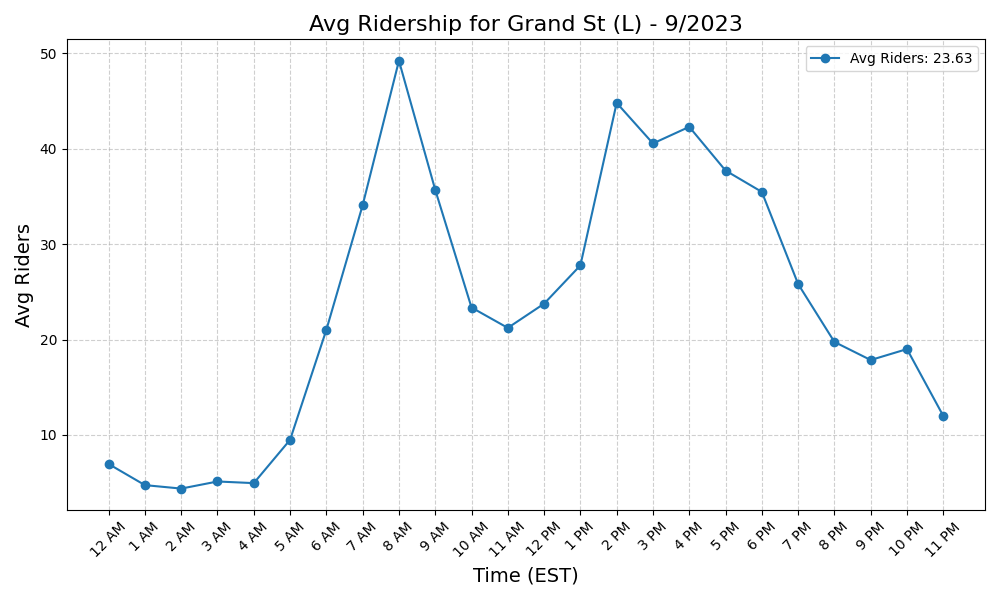 Avg Ridership for Grand St (L) - 9/2023
Avg Riders: 23.63
Avg Riders
50
40
30
20
10
12 AM
1 AM
2 AM
3 AM
4 AM
5 AM
6 AM
7 AM
8 AM
9 AM
10 AM
11 AM
12 PM
1 PM
2 PM
3 PM
4 PM
5 PM
6 PM
7 PM
8 PM
9 PM
10 PM
11 PM
Time (EST)